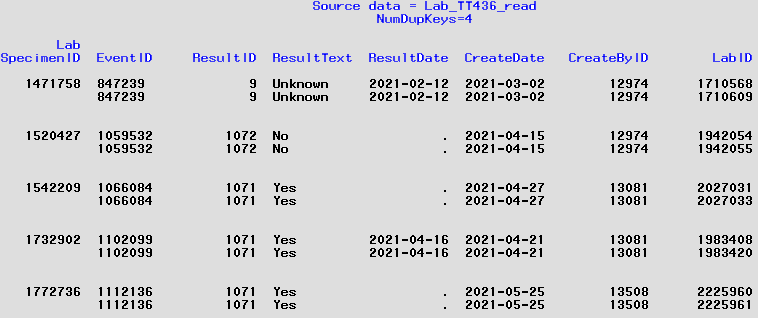 Source data = Lab_TT436_read
NumDupKeys=4
Lab
SpecimenID EventID ResultID ResultText ResultDate CreateDate CreateByID LabID
1471758 847239 9 Unknown 2021-02-12 2021-03-02 12974 1710568
847239 9 Unknown 2021-02-12 2021-03-02 12974 1710609
1520427 1059532 1072 No . 2021-04-15 12974 1942054
1059532 1072 No . 2021-04-15 12974 1942055
1542209 1066084 1071 Yes . 2021-04-27 13081 2027031
1066084 1071 Yes . 2021-04-27 13081 2027033
1732902 1102099 1071 Yes 2021-04-16 2021-04-21 13081 1983408
1102099 1071 Yes 2021-04-16 2021-04-21 13081 1983420
1772736 1112136 1071 Yes . 2021-05-25 13508 2225960
1112136 1071 Yes . 2021-05-25 13508 2225961